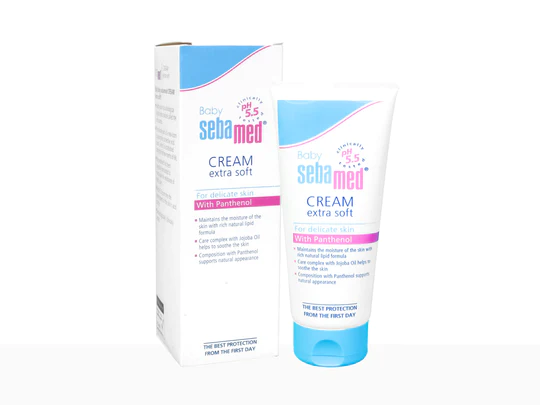 Baby
sebamed®
clinically tested
pH 5.5
CREAM
extra soft
For delicate skin
With Panthenol
• Maintains the moisture of the
skin with rich natural lipid
formula
• Care complex with Jojoba Oil
helps to soothe the skin
• Composition with Panthenol
supports natural appearance
THE BEST PROTECTION
FROM THE FIRST DAY
Baby
sebamed®
clinically tested
pH 5.5
CREAM
extra soft
For delicate skin
With Panthenol
• Maintains the moisture of the skin with
rich natural lipid formula
• Care complex with Jojoba Oil helps to
soothe the skin
• Composition with Panthenol supports
natural appearance
THE BEST PROTECTION
FROM THE FIRST DAY